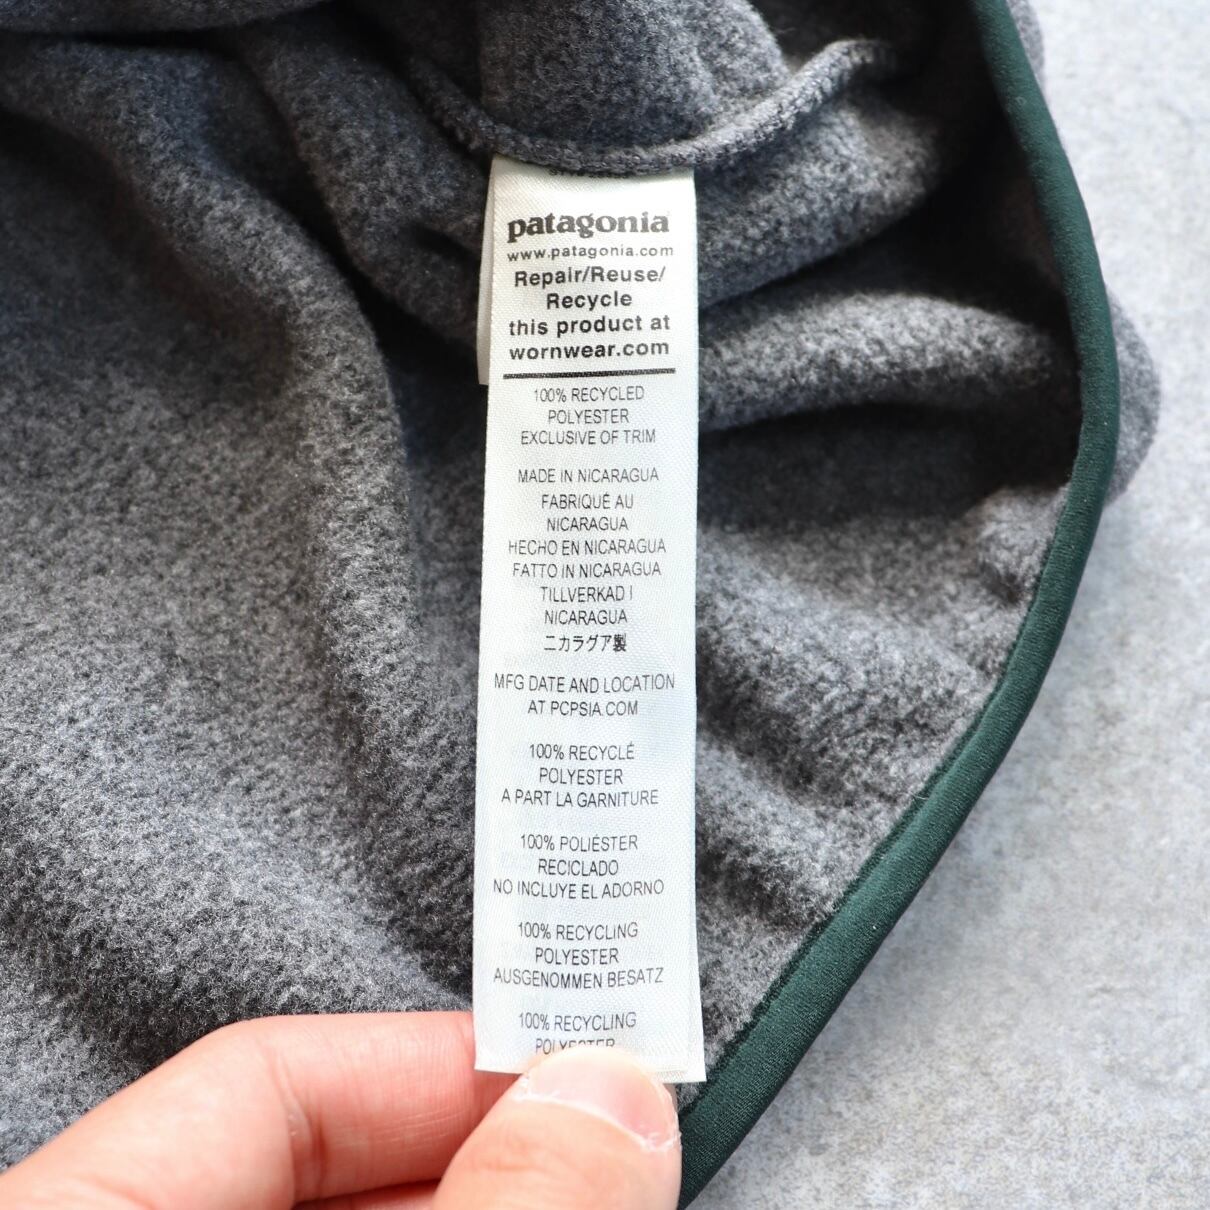 patagonia
www.patagonia.com
Repair/Reuse/
Recycle
this product at
wornwear.com
100% RECYCLED
POLYESTER
EXCLUSIVE OF TRIM
MADE IN NICARAGUA
FABRIQUÉ AU
NICARAGUA
HECHO EN NICARAGUA
FATTO IN NICARAGUA
TILLVERKAD I
NICARAGUA
ニカラグア製
MFG DATE AND LOCATION
AT PCPSIA.COM
100% RECYCLÉ
POLYESTER
A PART LA GARNITURE
100% POLIÉSTER
RECICLADO
NO INCLUYE EL ADORNO
100% RECYCLING
POLYESTER
AUSGENOMMEN BESATZ
100% RECYCLING
POLYESTER